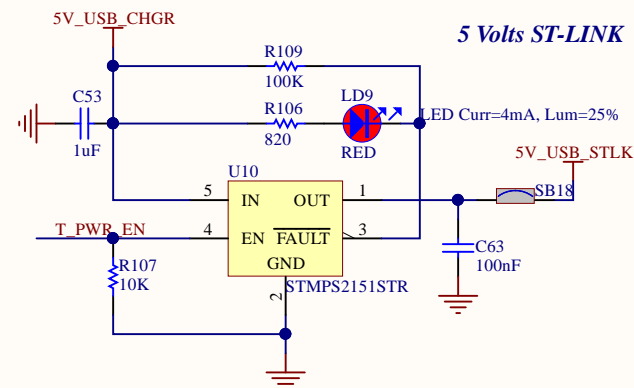 5V_USB_CHGR
5 Volts ST-LINK
R109
100K
C53
1uF
R106
820
LD9
RED
LED Curr=4mA, Lum=25%
5V_USB_STLK
U10
5
IN
OUT
1
SB18
T_PWR_EN
4
EN
FAULT
3
GND
C63
100nF
R107
10K
2
STMPS2151STR